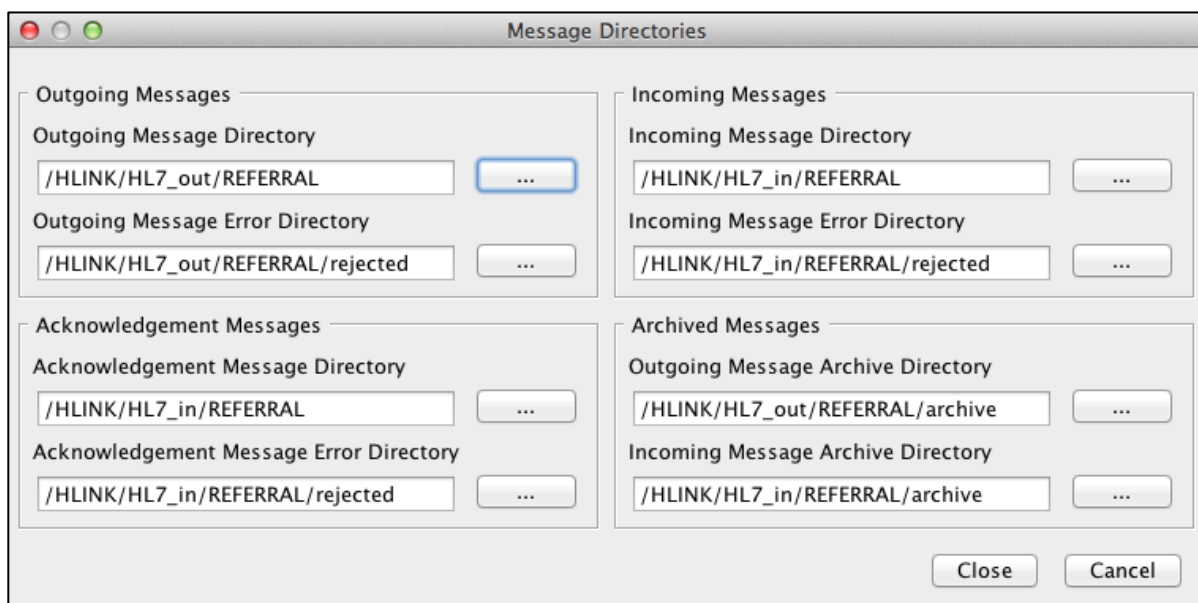 Message Directories
Outgoing Messages
Outgoing Message Directory
/HLINK/HL7_out/REFERRAL
...
Outgoing Message Error Directory
/HLINK/HL7_out/REFERRAL/rejected
...
Incoming Messages
Incoming Message Directory
/HLINK/HL7_in/REFERRAL
...
Incoming Message Error Directory
/HLINK/HL7_in/REFERRAL/rejected
...
Acknowledgement Messages
Acknowledgement Message Directory
/HLINK/HL7_in/REFERRAL
...
Acknowledgement Message Error Directory
/HLINK/HL7_in/REFERRAL/rejected
...
Archived Messages
Outgoing Message Archive Directory
/HLINK/HL7_out/REFERRAL/archive
...
Incoming Message Archive Directory
/HLINK/HL7_in/REFERRAL/archive
...
Close
Cancel